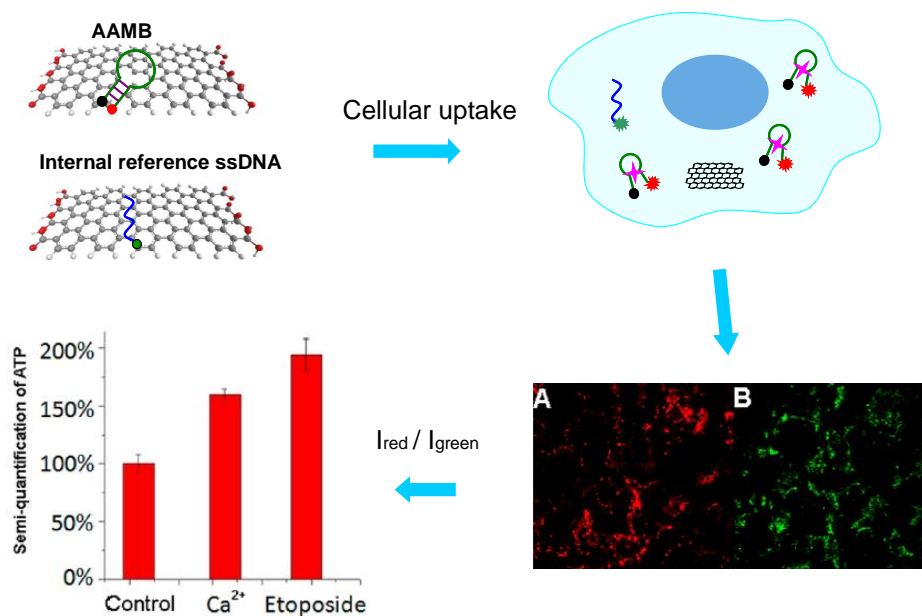 AAMB
Cellular uptake
Internal reference ssDNA
Semi-quantification of ATP
200%
150%
100%
50%
0%
Control Ca²⁺ Etoposide
Ired / Igreen
A B